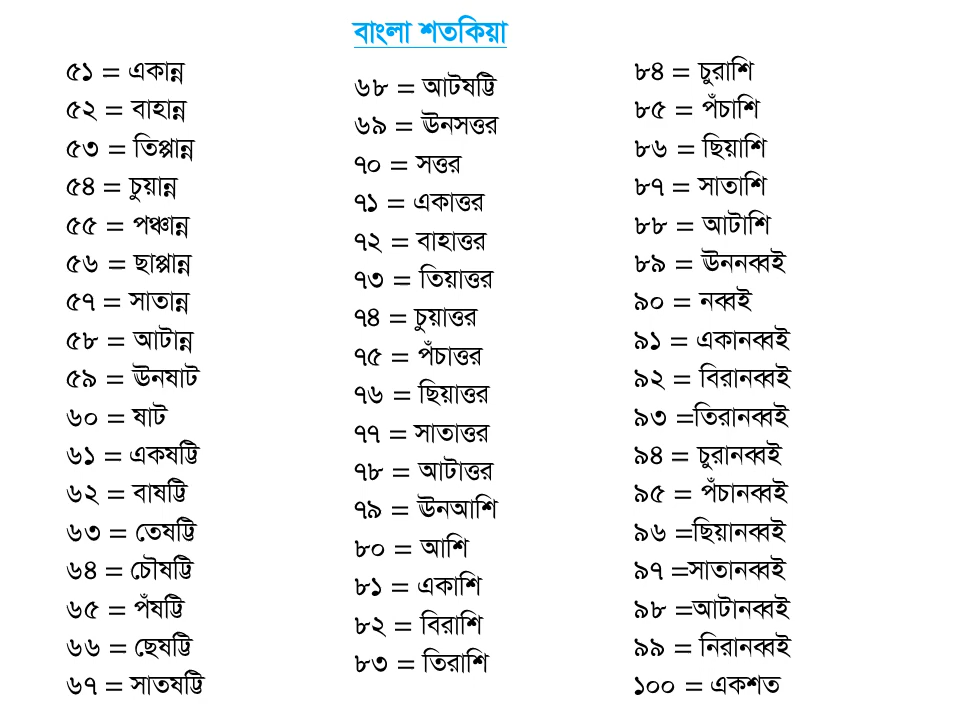 বাংলা শতকিয়া
৫১ = একান্ন
৫২ = বাহান্ন
৫৩ = তিপ্পান্ন
৫৪ = চুয়ান্ন
৫৫ = পঞ্চান্ন
৫৬ = ছাপ্পান্ন
৫৭ = সাতান্ন
৫৮ = আটান্ন
৫৯ = ঊনষাট
৬০ = ষাট
৬১ = একষট্টি
৬২ = বাষট্টি
৬৩ = তেষট্টি
৬৪ = চৌষট্টি
৬৫ = পঁষট্টি
৬৬ = ছেষট্টি
৬৭ = সাতষট্টি
৬৮ = আটষট্টি
৬৯ = ঊনসত্তর
৭০ = সত্তর
৭১ = একাত্তর
৭২ = বাহাত্তর
৭৩ = তিয়াত্তর
৭৪ = চুয়াত্তর
৭৫ = পঁচাত্তর
৭৬ = ছিয়াত্তর
৭৭ = সাতাত্তর
৭৮ = আটাত্তর
৭৯ = ঊনআশি
৮০ = আশি
৮১ = একাশি
৮২ = বিরাশি
৮৩ = তিরাশি
৮৪ = চুরাশি
৮৫ = পঁচাশি
৮৬ = ছিয়াশি
৮৭ = সাতাশি
৮৮ = আটাশি
৮৯ = ঊননব্বই
৯০ = নব্বই
৯১ = একানব্বই
৯২ = বিরানব্বই
৯৩ =তিরানব্বই
৯৪ = চুরানব্বই
৯৫ = পঁচানব্বই
৯৬ =ছিয়ানব্বই
৯৭ =সাতানব্বই
৯৮ =আটানব্বই
৯৯ = নিরানব্বই
১০০ = একশত